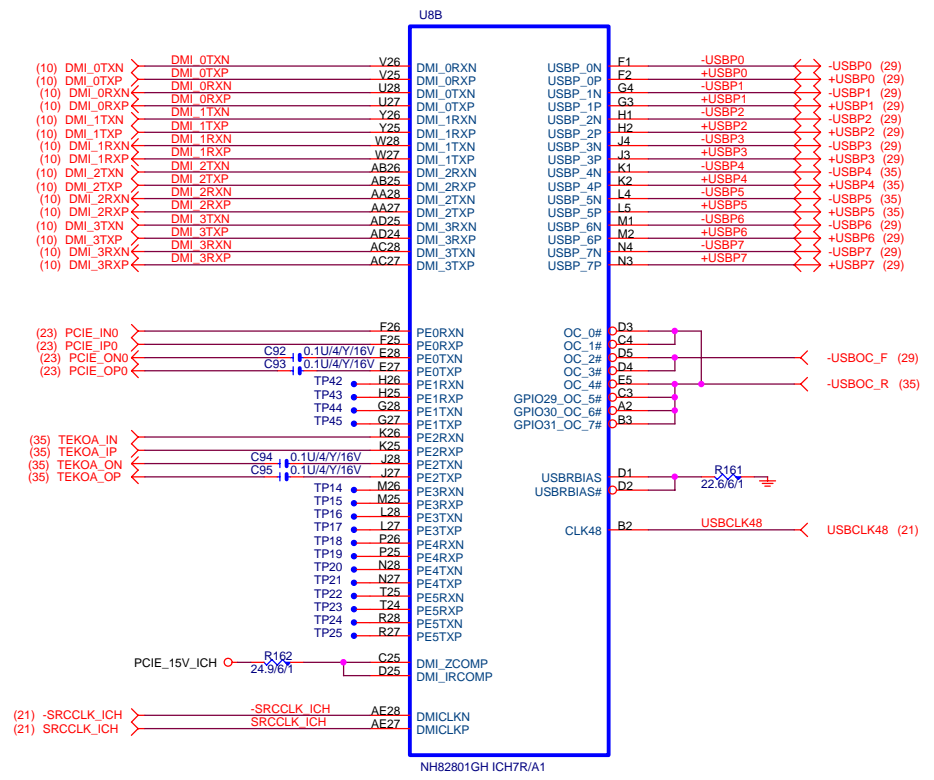 U8B
(10) DMI_0TXN DMI_0TXN V26 DMI_0RXN USBP_0N F1 -USBP0 -USBP0 (29)
(10) DMI_0TXP DMI_0TXP V25 DMI_0RXP USBP_0P F2 +USBP0 +USBP0 (29)
(10) DMI_0RXN DMI_0RXN U28 DMI_0TXN USBP_1N G4 -USBP1 -USBP1 (29)
(10) DMI_0RXP DMI_0RXP U27 DMI_0TXP USBP_1P G3 +USBP1 +USBP1 (29)
(10) DMI_1TXN DMI_1TXN Y26 DMI_1RXN USBP_2N H1 -USBP2 -USBP2 (29)
(10) DMI_1TXP DMI_1TXP Y25 DMI_1RXP USBP_2P H2 +USBP2 +USBP2 (29)
(10) DMI_1RXN DMI_1RXN W28 DMI_1TXN USBP_3N J4 -USBP3 -USBP3 (29)
(10) DMI_1RXP DMI_1RXP W27 DMI_1TXP USBP_3P J3 +USBP3 +USBP3 (29)
(10) DMI_2TXN DMI_2TXN AB26 DMI_2RXN USBP_4N K1 -USBP4 -USBP4 (35)
(10) DMI_2TXP DMI_2TXP AB25 DMI_2RXP USBP_4P K2 +USBP4 +USBP4 (35)
(10) DMI_2RXN DMI_2RXN AA28 DMI_2TXN USBP_5N L4 -USBP5 -USBP5 (35)
(10) DMI_2RXP DMI_2RXP AA27 DMI_2TXP USBP_5P L5 +USBP5 +USBP5 (35)
(10) DMI_3TXN DMI_3TXN AD25 DMI_3RXN USBP_6N M1 -USBP6 -USBP6 (29)
(10) DMI_3TXP DMI_3TXP AD24 DMI_3RXP USBP_6P M2 +USBP6 +USBP6 (29)
(10) DMI_3RXN DMI_3RXN AC28 DMI_3TXN USBP_7N N4 -USBP7 -USBP7 (29)
(10) DMI_3RXP DMI_3RXP AC27 DMI_3TXP USBP_7P N3 +USBP7 +USBP7 (29)
(23) PCIE_IN0 F26 PE0RXN OC_0# D3
(23) PCIE_IP0 F25 PE0RXP OC_1# C4
(23) PCIE_ON0 C92 0.1U/4/Y/16V E28 PE0TXN OC_2# D5 -USBOC_F (29)
(23) PCIE_OP0 C93 0.1U/4/Y/16V E27 PE0TXP OC_3# D4
TP42 H26 PE1RXN OC_4# E5 -USBOC_R (35)
TP43 H25 PE1RXP GPIO29_OC_5# C3
TP44 G28 PE1TXN GPIO30_OC_6# A2
TP45 G27 PE1TXP GPIO31_OC_7# B3
(35) TEKOA_IN K26 PE2RXN
(35) TEKOA_IP K25 PE2RXP
(35) TEKOA_ON C94 0.1U/4/Y/16V J28 PE2TXN
(35) TEKOA_OP C95 0.1U/4/Y/16V J27 PE2TXP USBRBIAS D1 R161
TP14 M26 PE3RXN USBRBIAS# D2 22.6/6/1
TP15 M25 PE3RXP
TP16 L28 PE3TXN
TP17 L27 PE3TXP CLK48 B2 USBCLK48 USBCLK48 (21)
TP18 P26 PE4RXN
TP19 P25 PE4RXP
TP20 N28 PE4TXN
TP21 N27 PE4TXP
TP22 T25 PE5RXN
TP23 T24 PE5RXP
TP24 R28 PE5TXN
TP25 R27 PE5TXP
PCIE_15V_ICH R162 24.9/6/1 C25 DMI_ZCOMP
D25 DMI_IRCOMP
(21) -SRCCLK_ICH -SRCCLK_ICH AE28 DMICLKN
(21) SRCCLK_ICH SRCCLK_ICH AE27 DMICLKP
NH82801GH ICH7R/A1